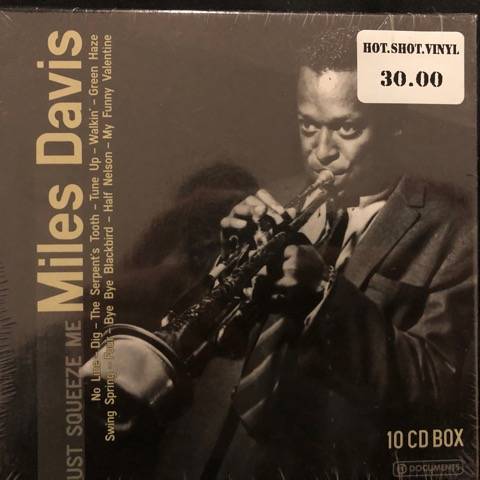 HOT.SHOT.VINYL
30.00
UST SQUEEZE ME
Miles Davis
No Line – Dig – The Serpent's Tooth – Tune Up – Walkin' – Green Haze
Swing Spring – Four – Bye Bye Blackbird – Half Nelson – My Funny Valentine
10 CD BOX
DOCUMENTS